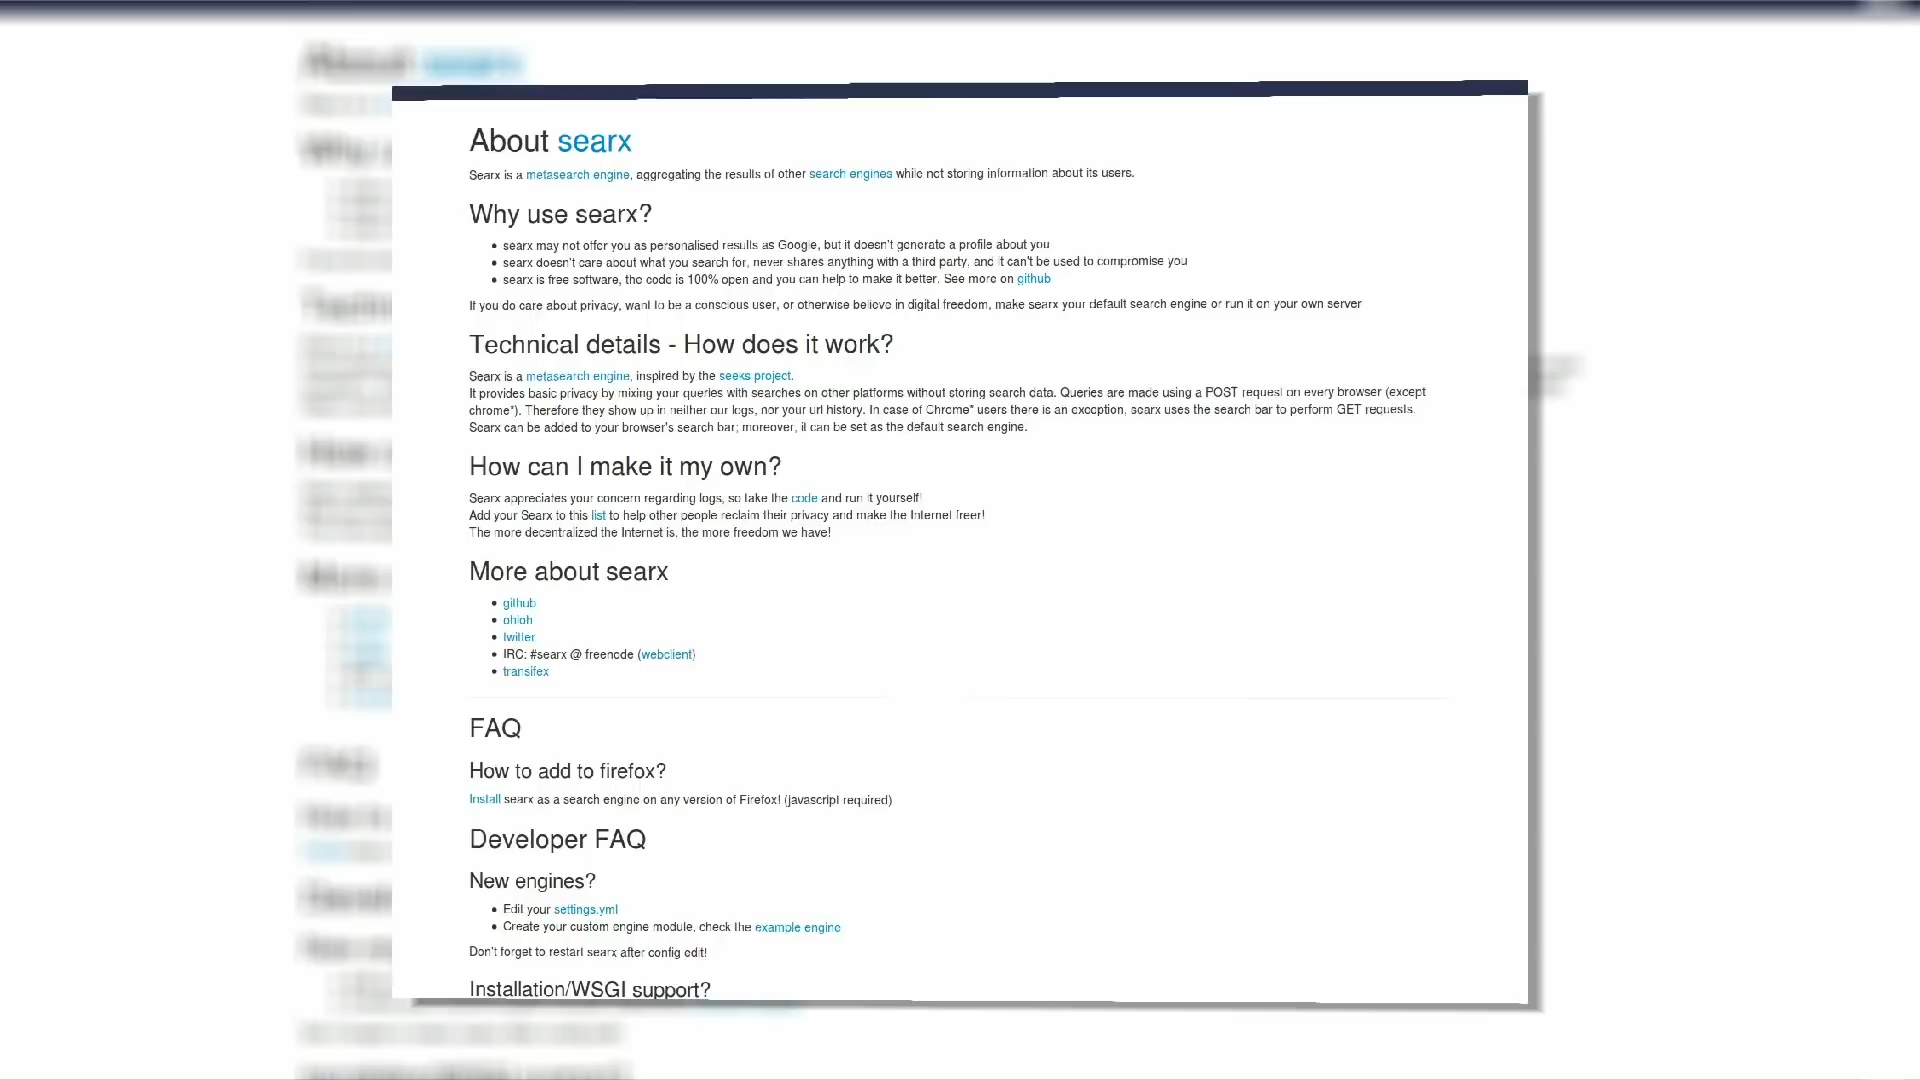 About searx
Searx is a metasearch engine, aggregating the results of other search engines while not storing information about its users.
Why use searx?
• searx may not offer you as personalised results as Google, but it doesn't generate a profile about you
• searx doesn't care about what you search for, never shares anything with a third party, and it can't be used to compromise you
• searx is free software, the code is 100% open and you can help to make it better. See more on github
If you do care about privacy, want to be a conscious user, or otherwise believe in digital freedom, make searx your default search engine or run it on your own server
Technical details - How does it work?
Searx is a metasearch engine, inspired by the seeks project.
It provides basic privacy by mixing your queries with searches on other platforms without storing search data. Queries are made using a POST request on every browser (except
chrome*). Therefore they show up in neither our logs, nor your url history. In case of Chrome* users there is an exception, searx uses the search bar to perform GET requests.
Searx can be added to your browser's search bar; moreover, it can be set as the default search engine.
How can I make it my own?
Searx appreciates your concern regarding logs, so take the code and run it yourself!
Add your Searx to this list to help other people reclaim their privacy and make the Internet freer!
The more decentralized the Internet is, the more freedom we have!
More about searx
• github
• ohloh
• twitter
• IRC: #searx @ freenode (webclient)
• transifex
FAQ
How to add to firefox?
Install searx as a search engine on any version of Firefox! (javascript required)
Developer FAQ
New engines?
• Edit your settings.yml
• Create your custom engine module, check the example engine
Don't forget to restart searx after config edit!
Installation/WSGI support?